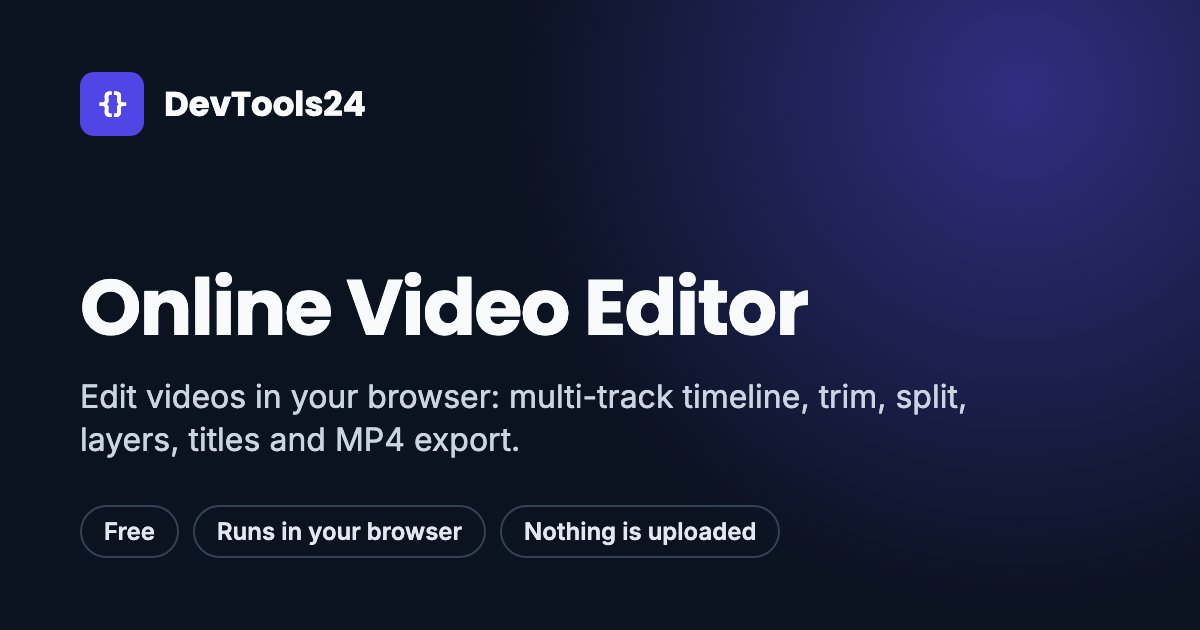 {}
DevTools24
Online Video Editor
Edit videos in your browser: multi-track timeline, trim, split,
layers, titles and MP4 export.
Free
Runs in your browser
Nothing is uploaded